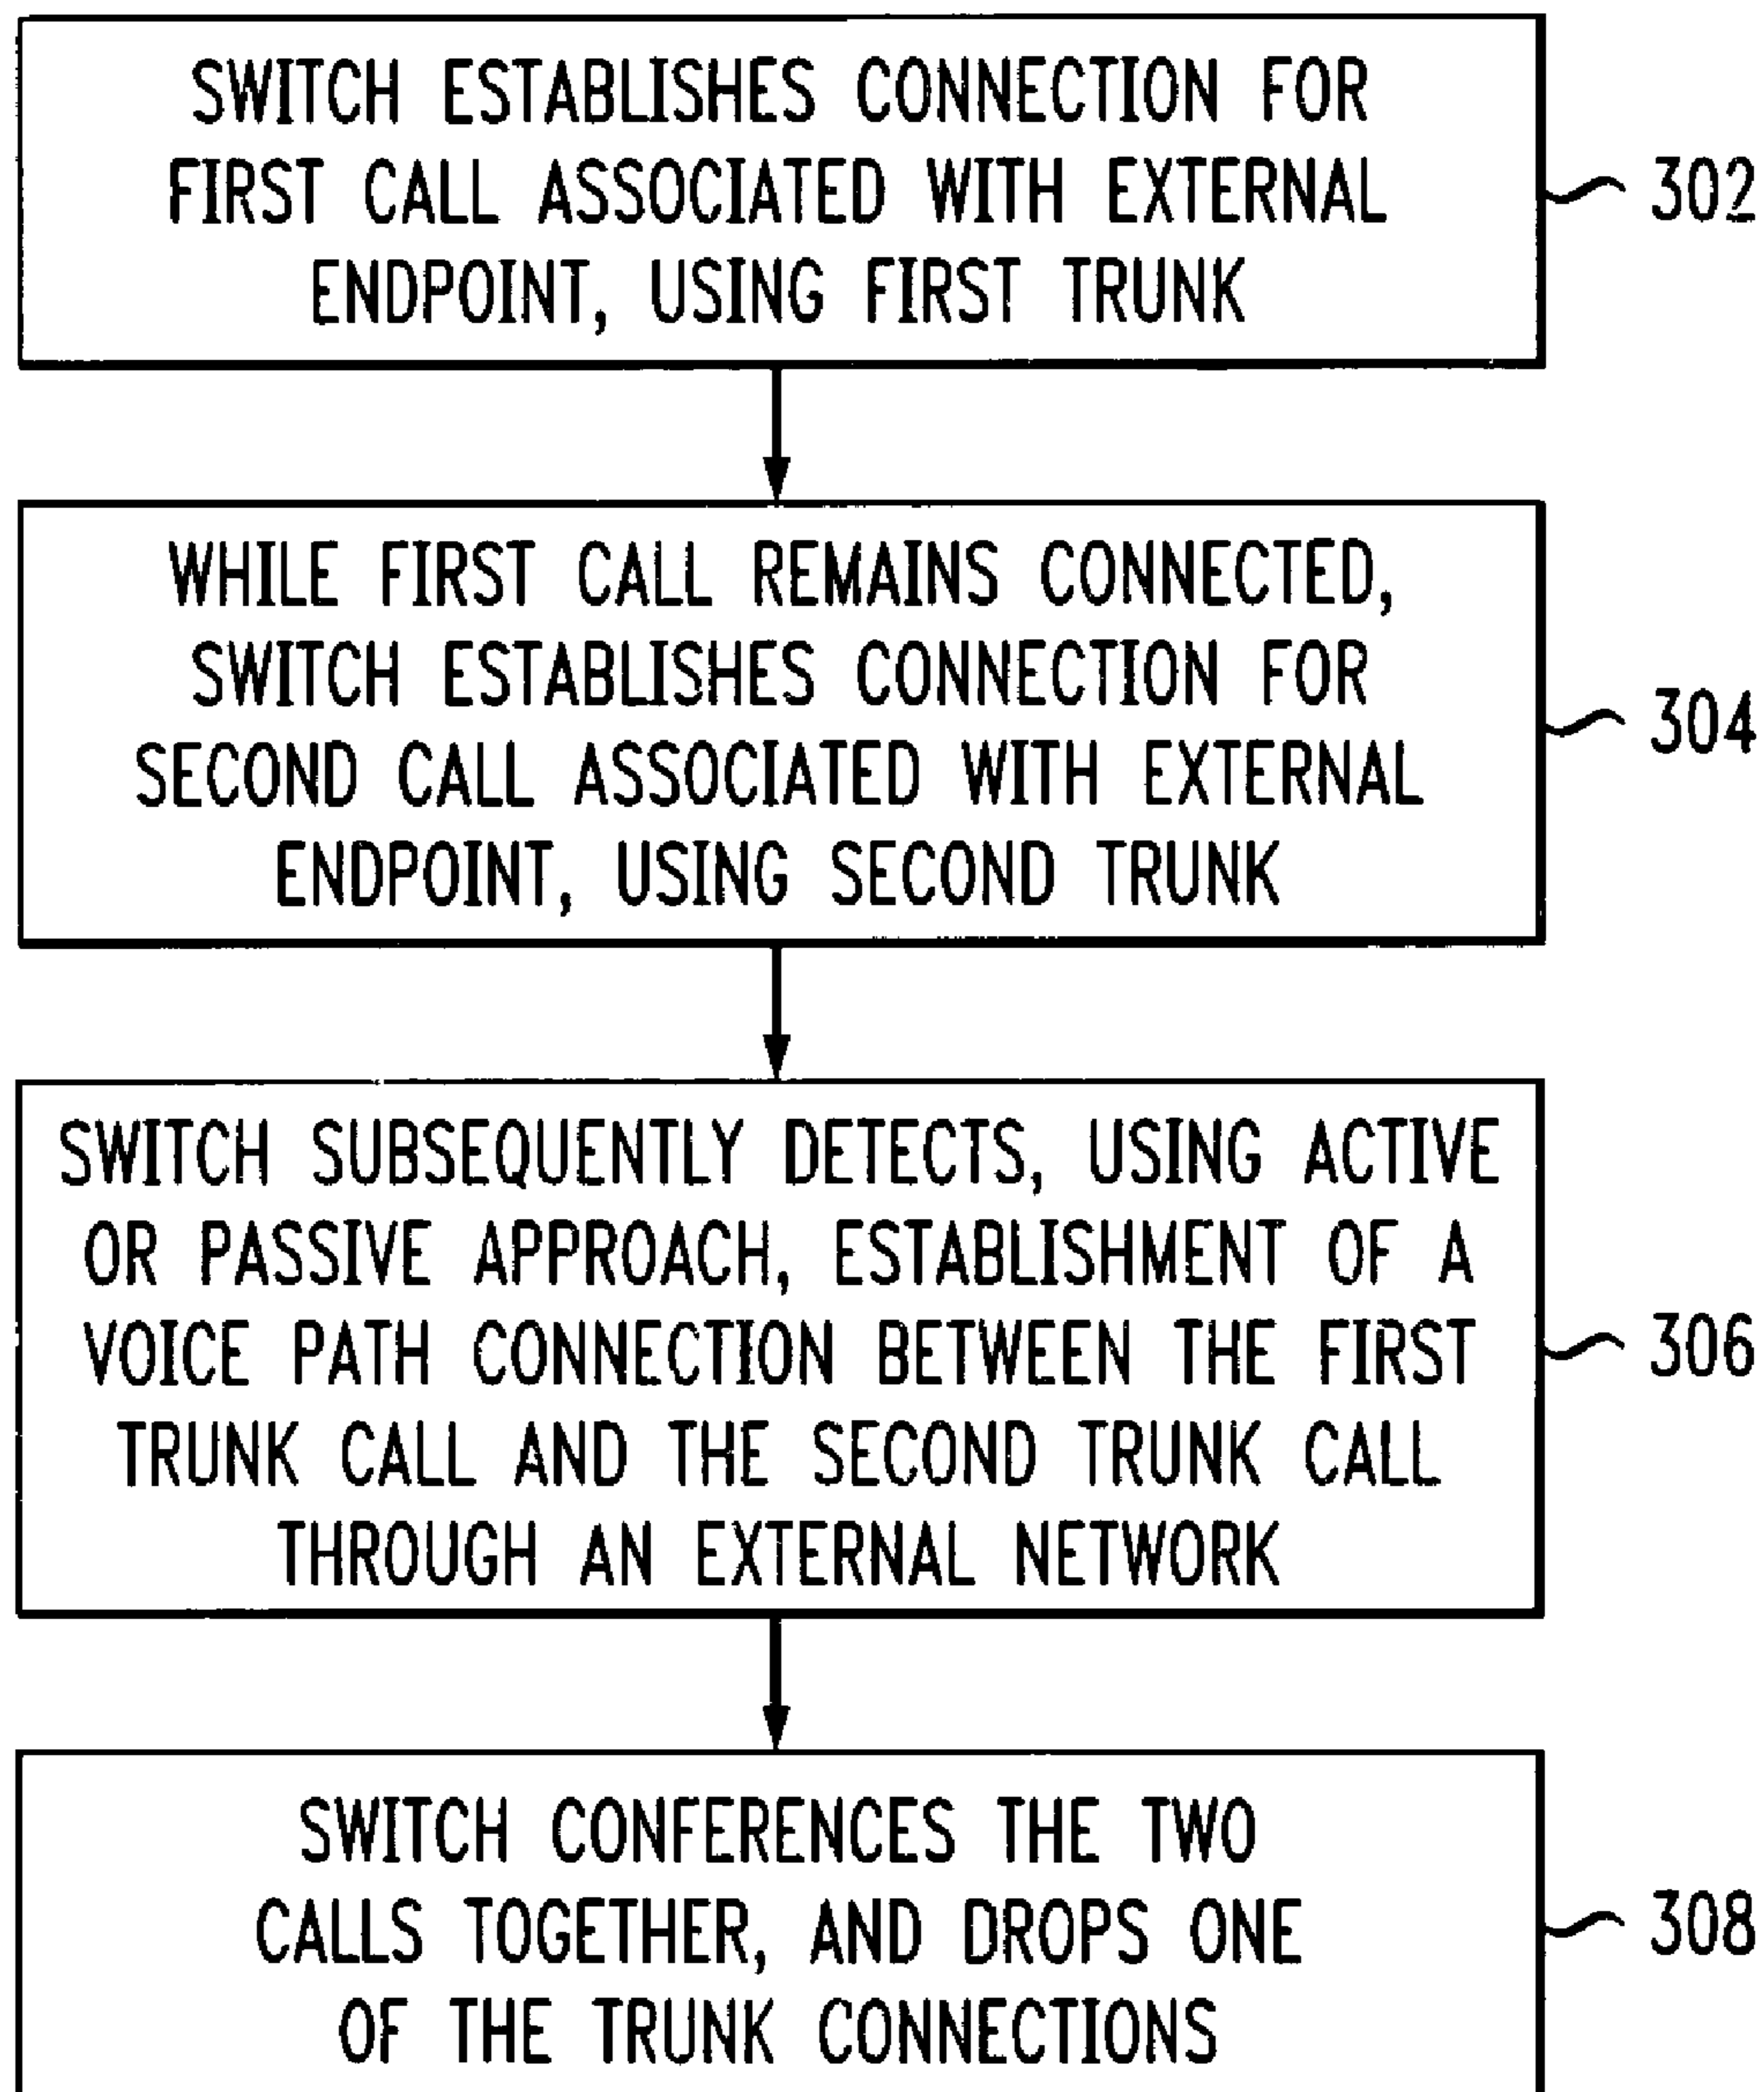 SWITCH ESTABLISHES CONNECTION FOR
FIRST CALL ASSOCIATED WITH EXTERNAL
ENDPOINT, USING FIRST TRUNK
302
WHILE FIRST CALL REMAINS CONNECTED,
SWITCH ESTABLISHES CONNECTION FOR
SECOND CALL ASSOCIATED WITH EXTERNAL
ENDPOINT, USING SECOND TRUNK
304
SWITCH SUBSEQUENTLY DETECTS, USING ACTIVE
OR PASSIVE APPROACH, ESTABLISHMENT OF A
VOICE PATH CONNECTION BETWEEN THE FIRST
TRUNK CALL AND THE SECOND TRUNK CALL
THROUGH AN EXTERNAL NETWORK
306
SWITCH CONFERENCES THE TWO
CALLS TOGETHER, AND DROPS ONE
OF THE TRUNK CONNECTIONS
308